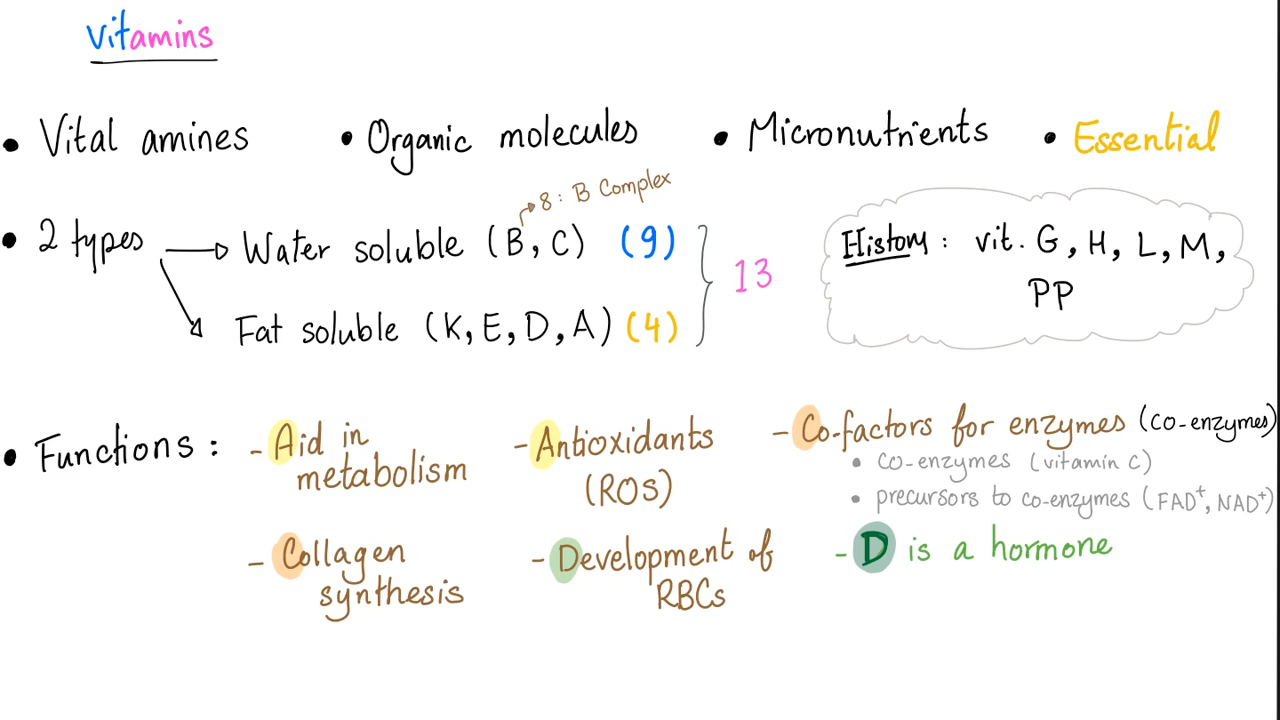 Vitamins
• Vital amines • Organic molecules • Micronutrients • Essential
8: B Complex
• 2 types → Water soluble (B, C) (9)
Fat soluble (K, E, D, A) (4)
13
History: vit. G, H, L, M,
PP
• Functions:
- Aid in
metabolism
- Antioxidants
(ROS)
- Co-factors for enzymes (co-enzymes)
• co-enzymes (vitamin c)
• precursors to co-enzymes (FAD⁺, NAD⁺)
- Collagen
synthesis
- Development of
RBCs
- D is a hormone